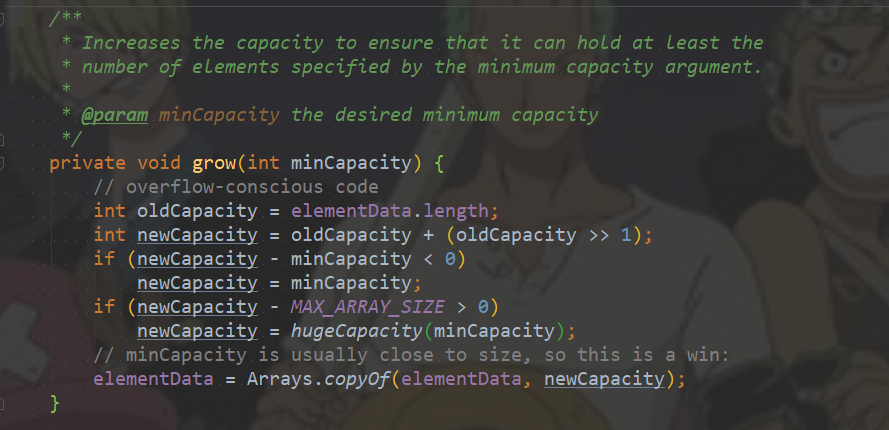 /**
 * Increases the capacity to ensure that it can hold at least the
 * number of elements specified by the minimum capacity argument.
 *
 * @param minCapacity the desired minimum capacity
 */
private void grow(int minCapacity) {
    // overflow-conscious code
    int oldCapacity = elementData.length;
    int newCapacity = oldCapacity + (oldCapacity >> 1);
    if (newCapacity - minCapacity < 0)
        newCapacity = minCapacity;
    if (newCapacity - MAX_ARRAY_SIZE > 0)
        newCapacity = hugeCapacity(minCapacity);
    // minCapacity is usually close to size, so this is a win:
    elementData = Arrays.copyOf(elementData, newCapacity);
}